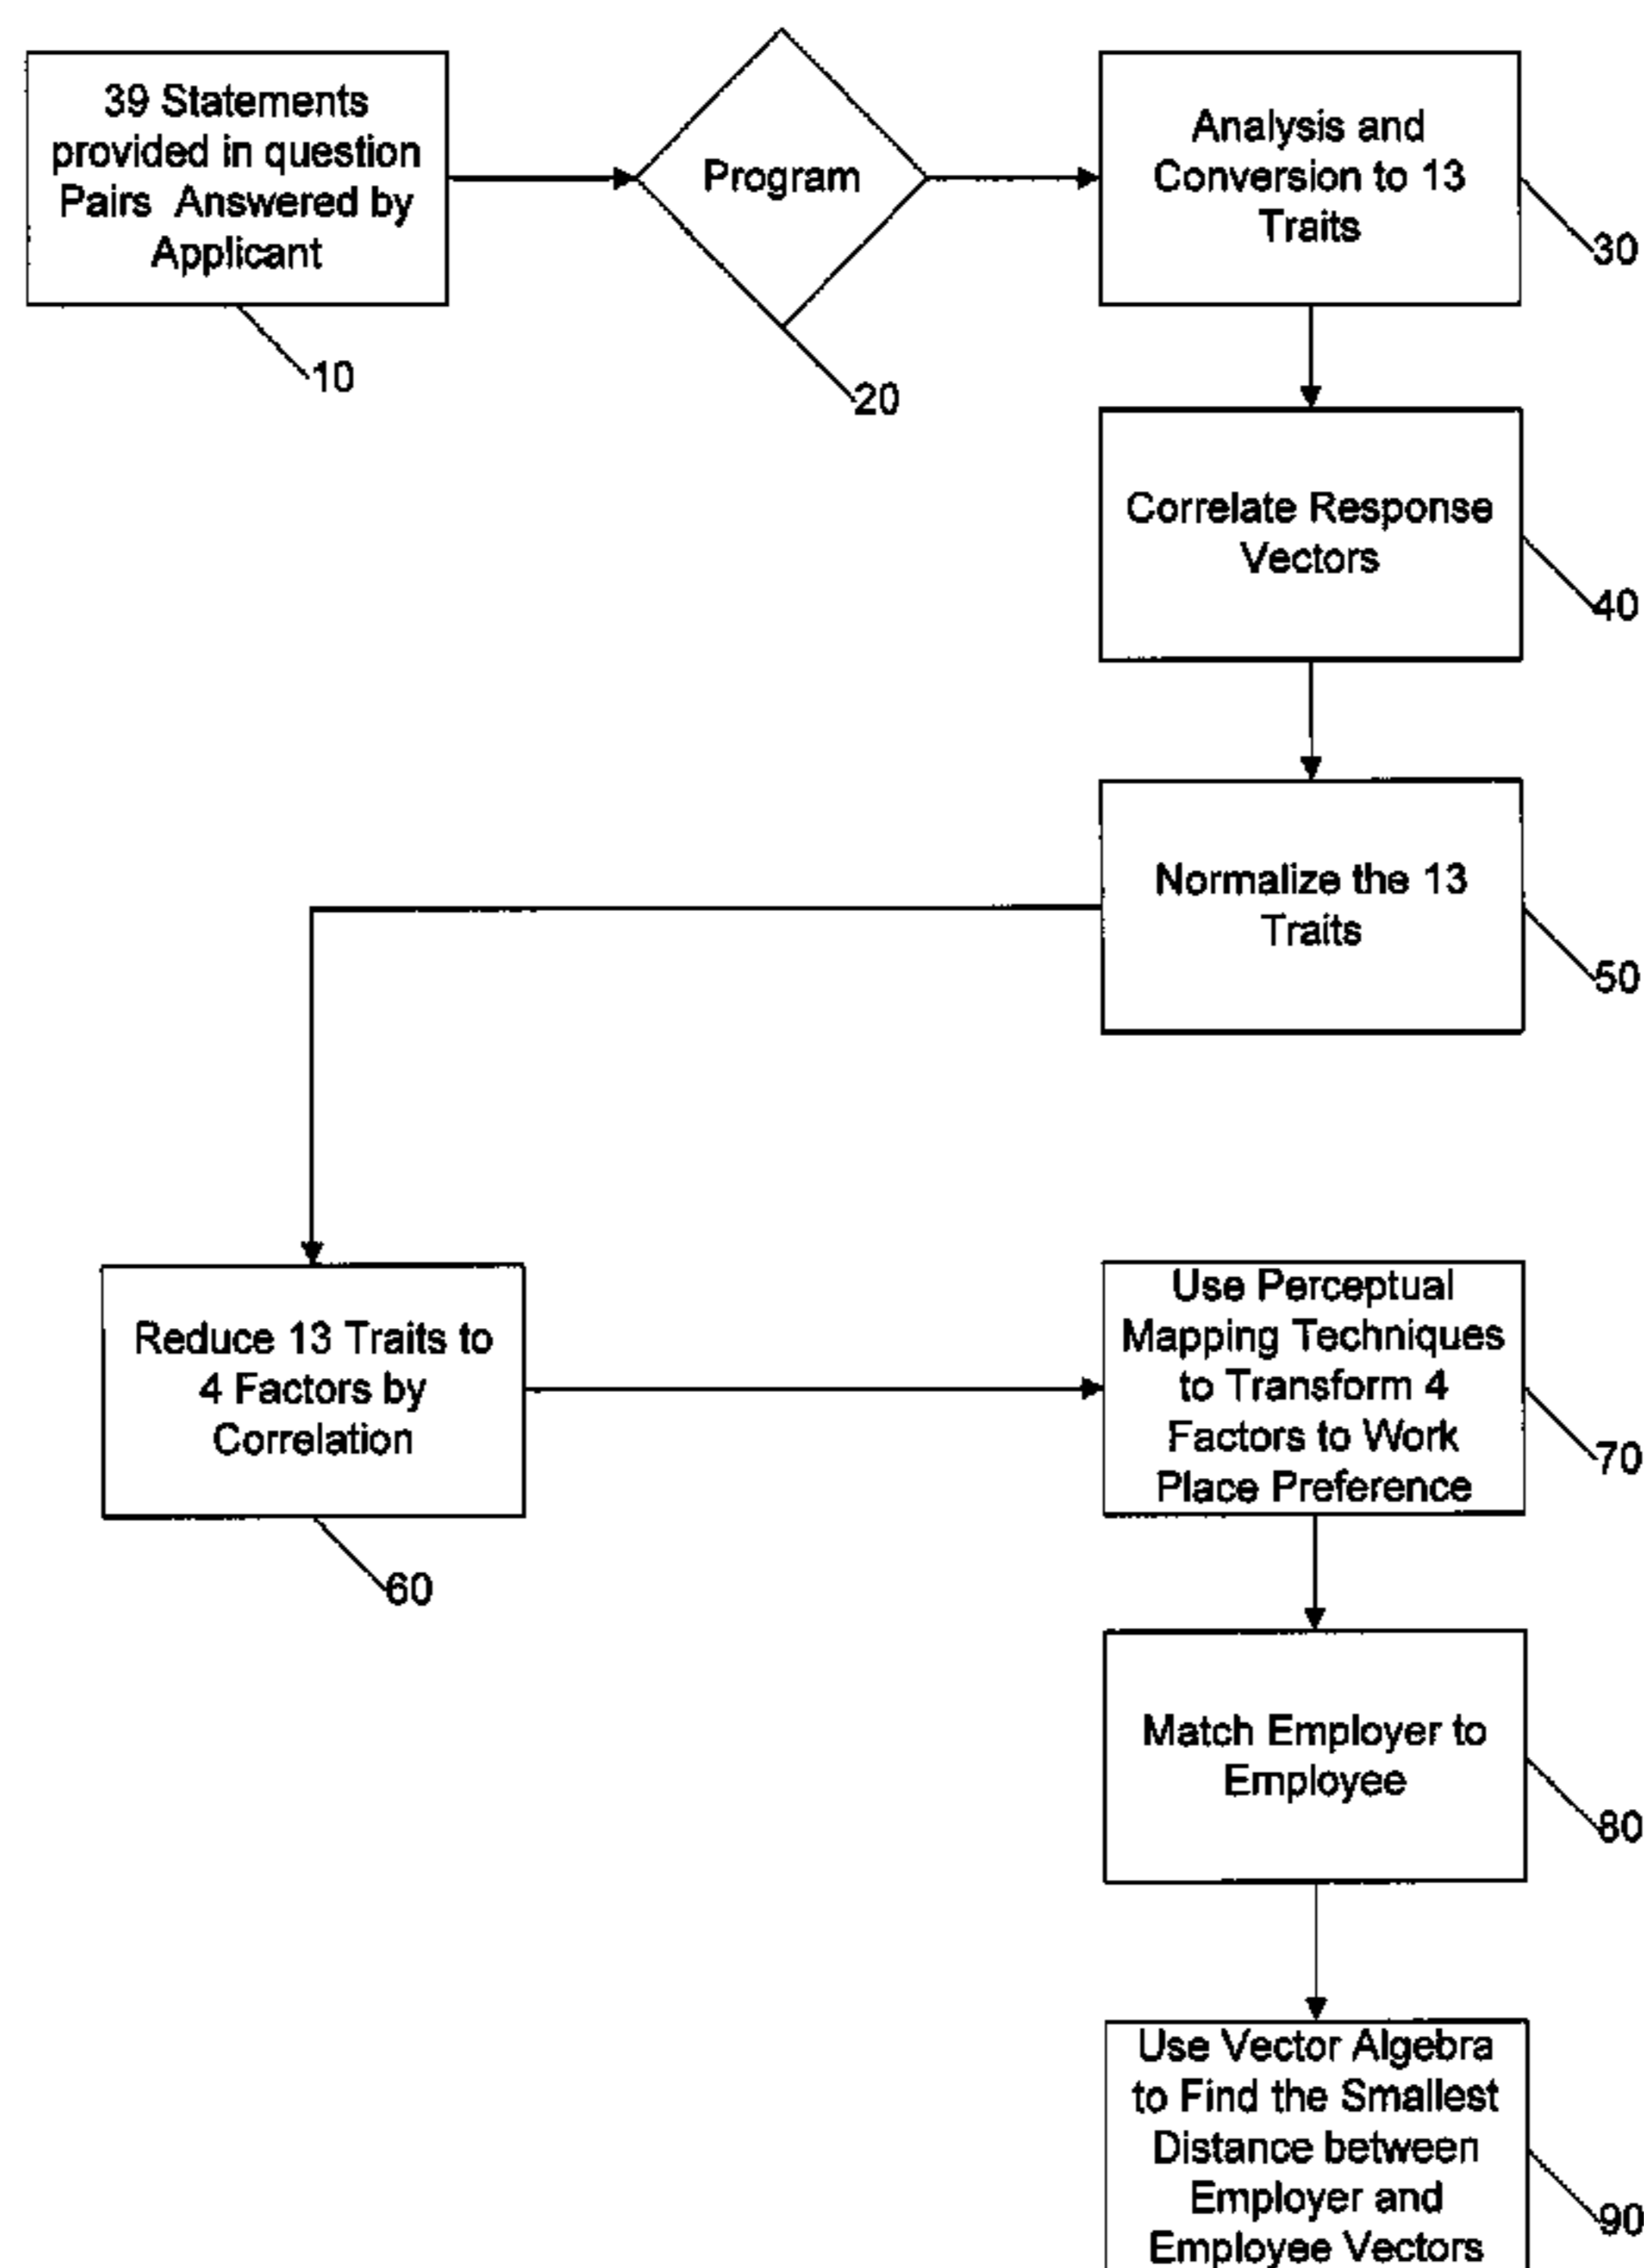 39 Statements
provided in question
Pairs Answered by
Applicant
10
Program
20
Analysis and
Conversion to 13
Traits
30
Correlate Response
Vectors
40
Normalize the 13
Traits
50
Reduce 13 Traits to
4 Factors by
Correlation
60
Use Perceptual
Mapping Techniques
to Transform 4
Factors to Work
Place Preference
70
Match Employer to
Employee
80
Use Vector Algebra
to Find the Smallest
Distance between
Employer and
Employee Vectors
90